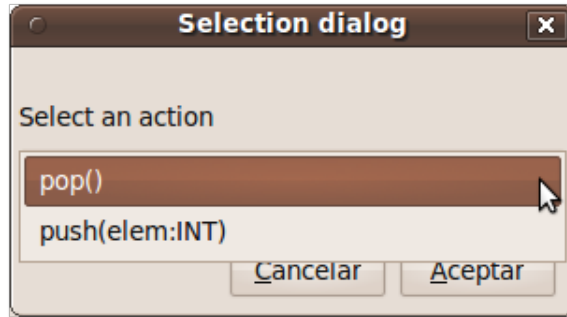 Selection dialog
Select an action
pop()
push(elem:INT)
Cancelar Aceptar